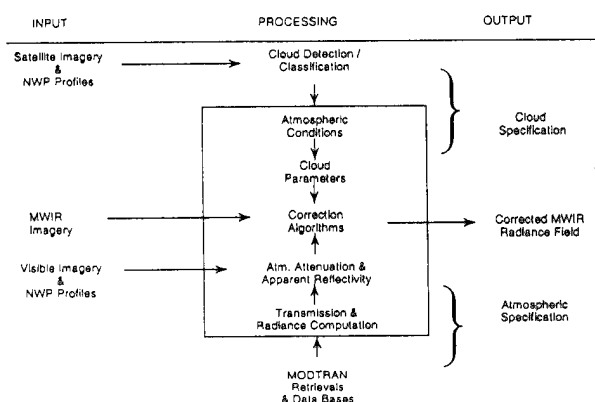 INPUT
PROCESSING
OUTPUT
Satellite Imagery
&
NWP Profiles
Cloud Detection /
Classification
Atmospheric
Conditions
Cloud
Specification
Cloud
Parameters
MWIR
Imagery
Correction
Algorithms
Corrected MWIR
Radiance Field
Visible Imagery
&
NWP Profiles
Atm. Attenuation &
Apparent Reflectivity
Transmission &
Radiance Computation
Atmospheric
Specification
MODTRAN
Retrievals
& Data Bases